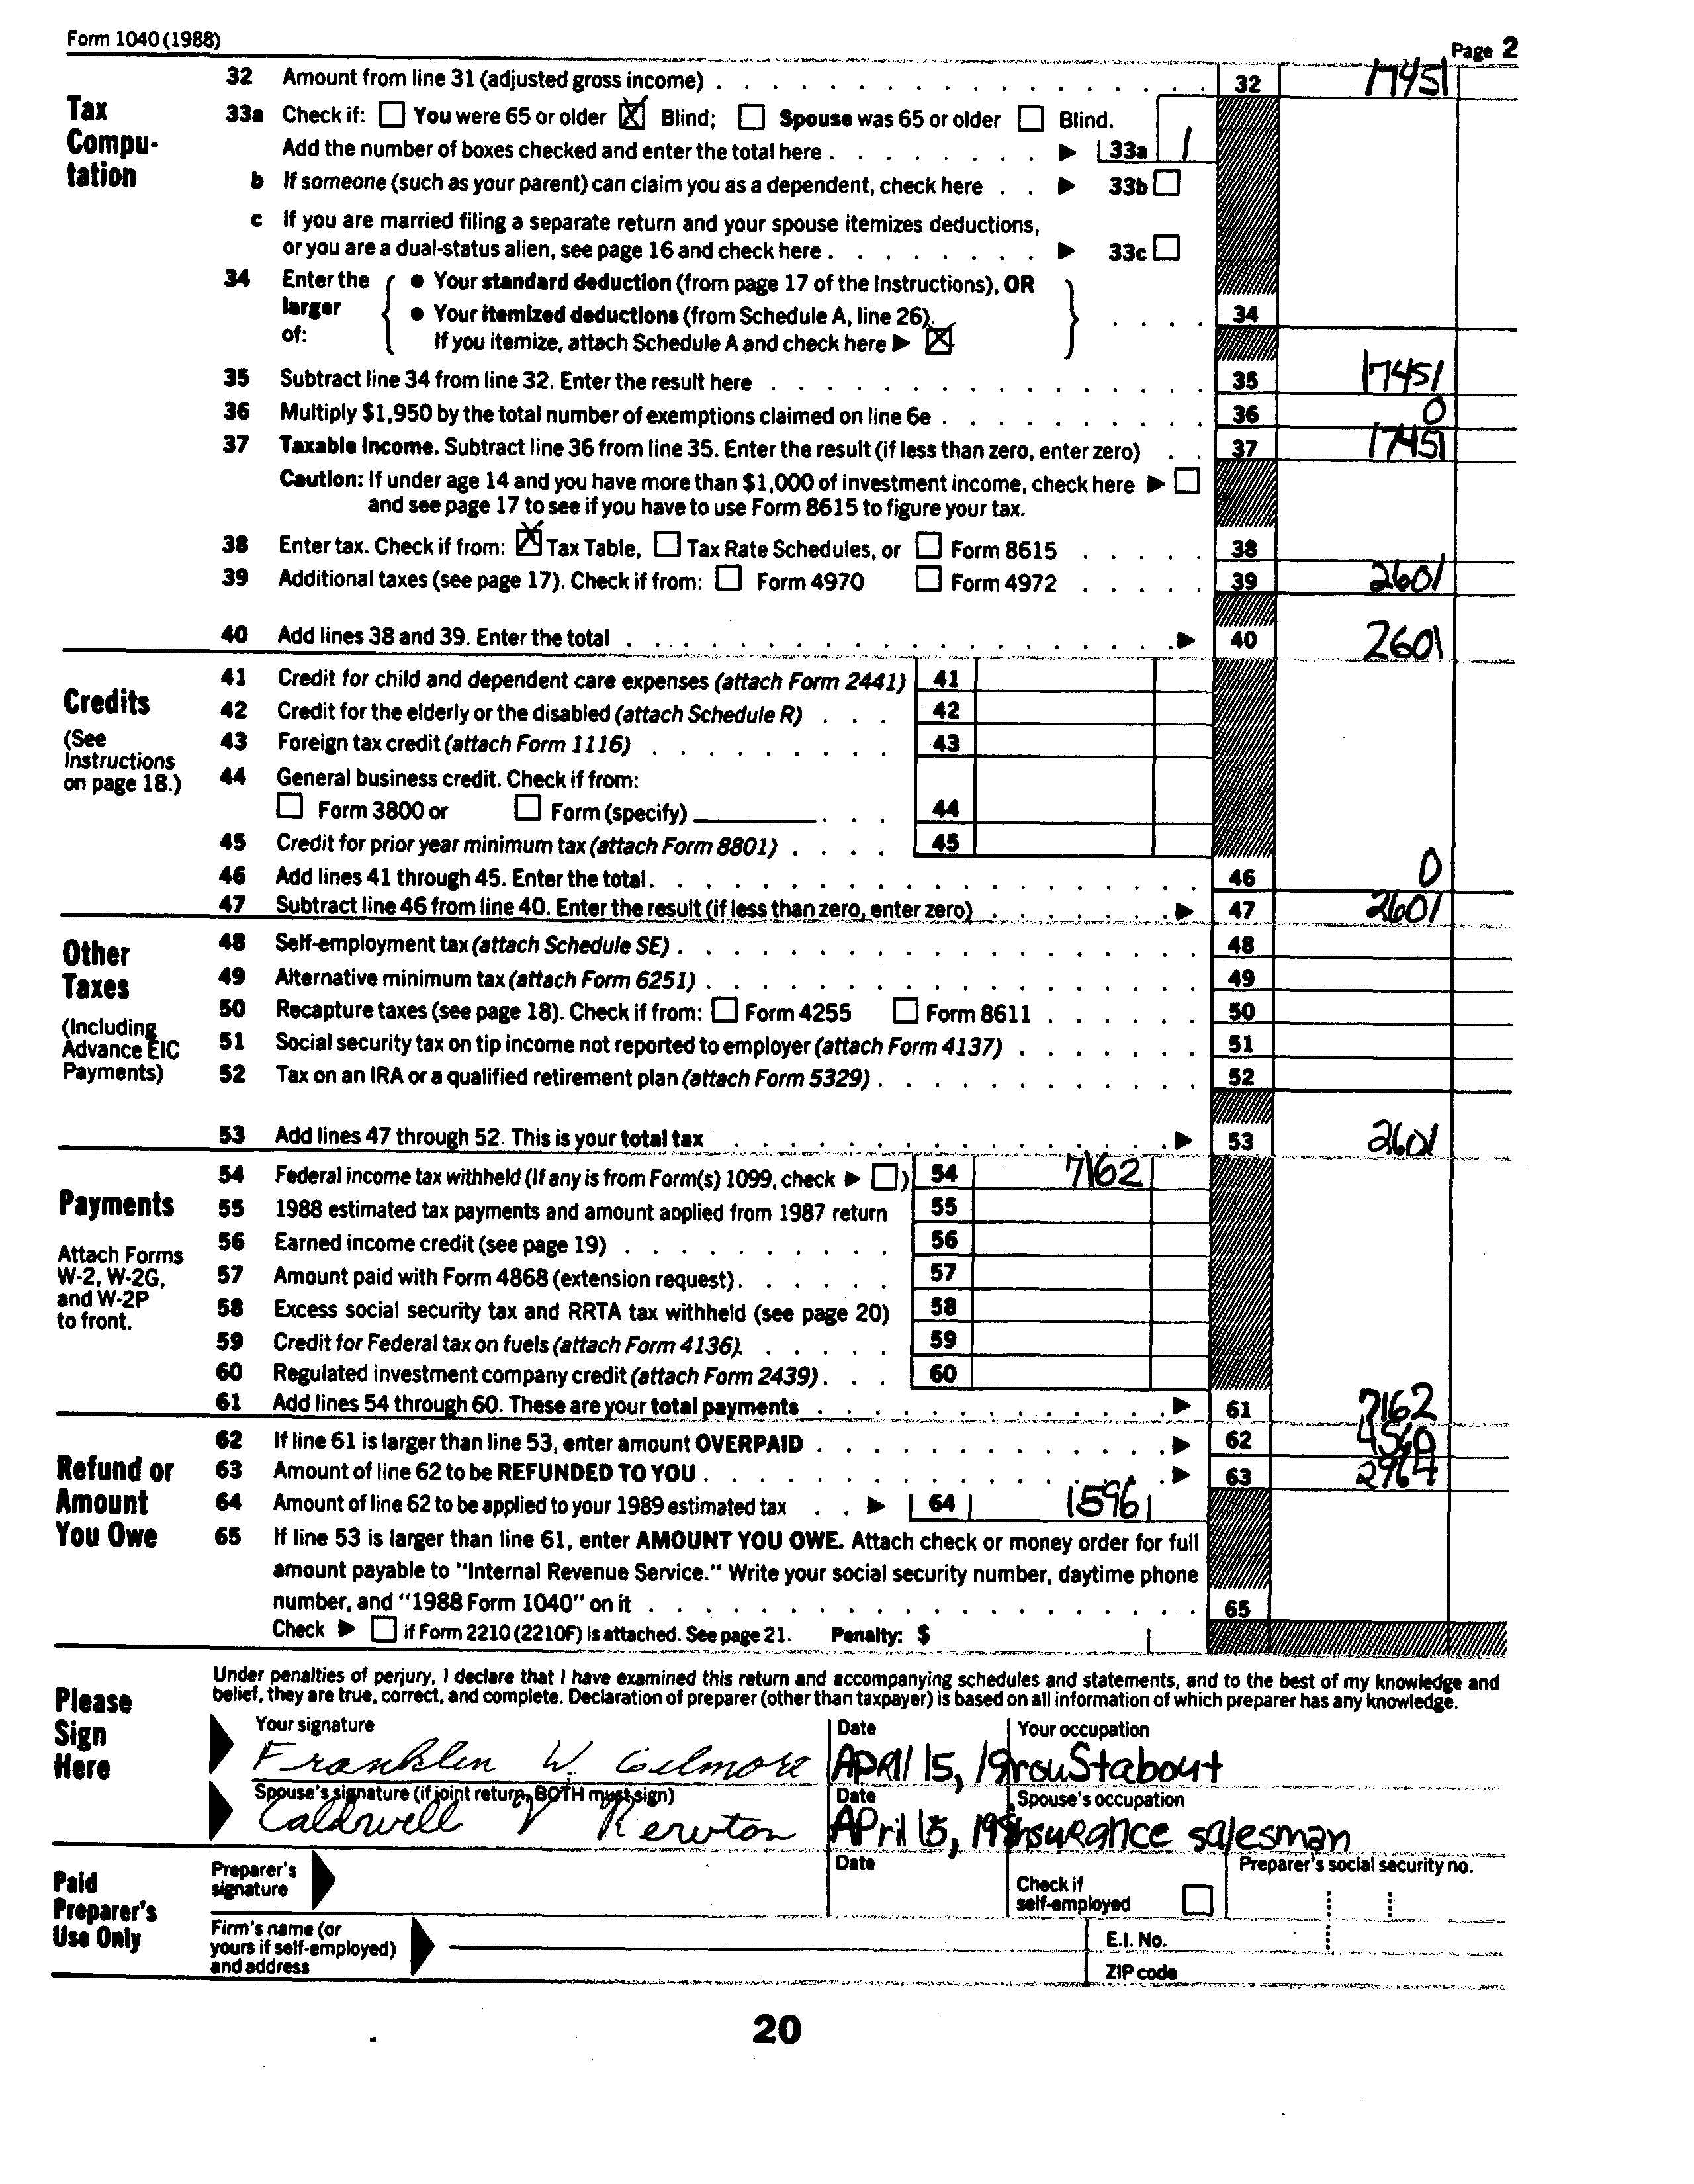 Form 1040 (1988)
Page 2
Tax Compu- tation
32 Amount from line 31 (adjusted gross income) 32 17451
33a Check if: You were 65 or older X Blind; Spouse was 65 or older Blind.
Add the number of boxes checked and enter the total here 33a 1
b If someone (such as your parent) can claim you as a dependent, check here 33b
c If you are married filing a separate return and your spouse itemizes deductions,
or you are a dual-status alien, see page 16 and check here 33c
34 Enter the larger of:
• Your standard deduction (from page 17 of the Instructions), OR
• Your itemized deductions (from Schedule A, line 26).
If you itemize, attach Schedule A and check here X
34
35 Subtract line 34 from line 32. Enter the result here 35 17451
36 Multiply $1,950 by the total number of exemptions claimed on line 6e 36 0
37 Taxable income. Subtract line 36 from line 35. Enter the result (if less than zero, enter zero) 37 17451
Caution: If under age 14 and you have more than $1,000 of investment income, check here
and see page 17 to see if you have to use Form 8615 to figure your tax.
38 Enter tax. Check if from: X Tax Table, Tax Rate Schedules, or Form 8615 38
39 Additional taxes (see page 17). Check if from: Form 4970 Form 4972 39 2601
40 Add lines 38 and 39. Enter the total 40 2601
Credits
(See Instructions on page 18.)
41 Credit for child and dependent care expenses (attach Form 2441) 41
42 Credit for the elderly or the disabled (attach Schedule R) 42
43 Foreign tax credit (attach Form 1116) 43
44 General business credit. Check if from:
Form 3800 or Form (specify) 44
45 Credit for prior year minimum tax (attach Form 8801) 45
46 Add lines 41 through 45. Enter the total 46 0
47 Subtract line 46 from line 40. Enter the result (if less than zero, enter zero) 47 2601
Other Taxes
(Including Advance EIC Payments)
48 Self-employment tax (attach Schedule SE) 48
49 Alternative minimum tax (attach Form 6251) 49
50 Recapture taxes (see page 18). Check if from: Form 4255 Form 8611 50
51 Social security tax on tip income not reported to employer (attach Form 4137) 51
52 Tax on an IRA or a qualified retirement plan (attach Form 5329) 52
53 Add lines 47 through 52. This is your total tax 53 2601
Payments
Attach Forms W-2, W-2G, and W-2P to front.
54 Federal income tax withheld (If any is from Form(s) 1099, check ) 54 7162
55 1988 estimated tax payments and amount applied from 1987 return 55
56 Earned income credit (see page 19) 56
57 Amount paid with Form 4868 (extension request) 57
58 Excess social security tax and RRTA tax withheld (see page 20) 58
59 Credit for Federal tax on fuels (attach Form 4136) 59
60 Regulated investment company credit (attach Form 2439) 60
61 Add lines 54 through 60. These are your total payments 61 7162
Refund or Amount You Owe
62 If line 61 is larger than line 53, enter amount OVERPAID 62 4560
63 Amount of line 62 to be REFUNDED TO YOU 63 2964
64 Amount of line 62 to be applied to your 1989 estimated tax 64 1596
65 If line 53 is larger than line 61, enter AMOUNT YOU OWE. Attach check or money order for full
amount payable to "Internal Revenue Service." Write your social security number, daytime phone
number, and "1988 Form 1040" on it 65
Check if Form 2210 (2210F) is attached. See page 21. Penalty: $
Please Sign Here
Under penalties of perjury, I declare that I have examined this return and accompanying schedules and statements, and to the best of my knowledge and
belief, they are true, correct, and complete. Declaration of preparer (other than taxpayer) is based on all information of which preparer has any knowledge.
Your signature Date Your occupation
Franklin W. Gilmore APRil 15, 19 rouStabout
Spouse's signature (if joint return, BOTH must sign) Date Spouse's occupation
Caldwell V Newton APril 15, 198 insuRance salesman
Paid Preparer's Use Only
Preparer's signature Date Check if self-employed Preparer's social security no.
Firm's name (or yours if self-employed) and address
E.I. No.
ZIP code
20